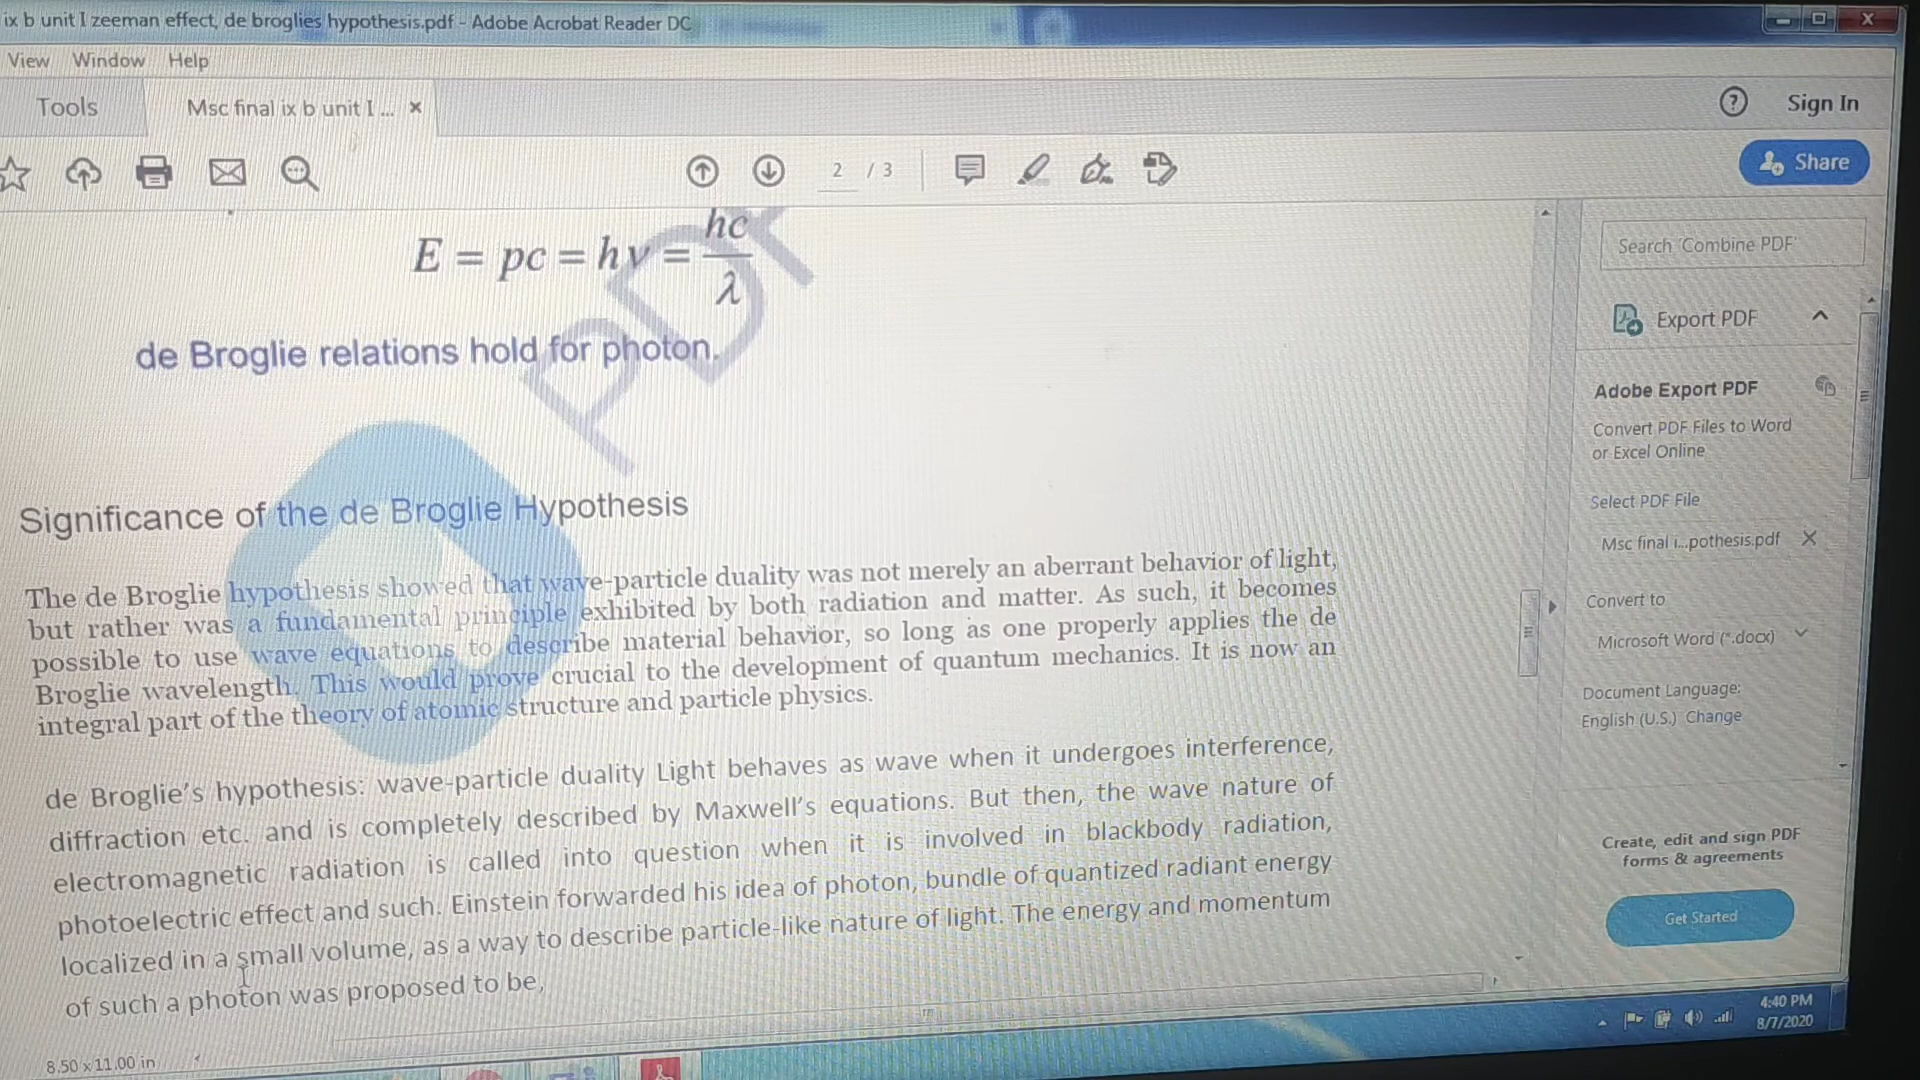 ix b unit I zeeman effect, de broglies hypothesis.pdf - Adobe Acrobat Reader DC
View Window Help
Tools
Msc final ix b unit I ... ×
? Sign In
2 / 3
Share
E = pc = hν = hc/λ
de Broglie relations hold for photon.
Significance of the de Broglie Hypothesis
The de Broglie hypothesis showed that wave-particle duality was not merely an aberrant behavior of light,
but rather was a fundamental principle exhibited by both radiation and matter. As such, it becomes
possible to use wave equations to describe material behavior, so long as one properly applies the de
Broglie wavelength. This would prove crucial to the development of quantum mechanics. It is now an
integral part of the theory of atomic structure and particle physics.
de Broglie's hypothesis: wave-particle duality Light behaves as wave when it undergoes interference,
diffraction etc. and is completely described by Maxwell's equations. But then, the wave nature of
electromagnetic radiation is called into question when it is involved in blackbody radiation,
photoelectric effect and such. Einstein forwarded his idea of photon, bundle of quantized radiant energy
localized in a small volume, as a way to describe particle-like nature of light. The energy and momentum
of such a photon was proposed to be,
8.50 x 11.00 in
Search 'Combine PDF'
Export PDF
Adobe Export PDF
Convert PDF Files to Word
or Excel Online
Select PDF File
Msc final i...pothesis.pdf ×
Convert to
Microsoft Word (*.docx)
Document Language:
English (U.S.) Change
Create, edit and sign PDF
forms & agreements
Get Started
4:40 PM
8/7/2020